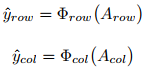 ŷ_row = Φ_row(A_row)
ŷ_col = Φ_col(A_col)